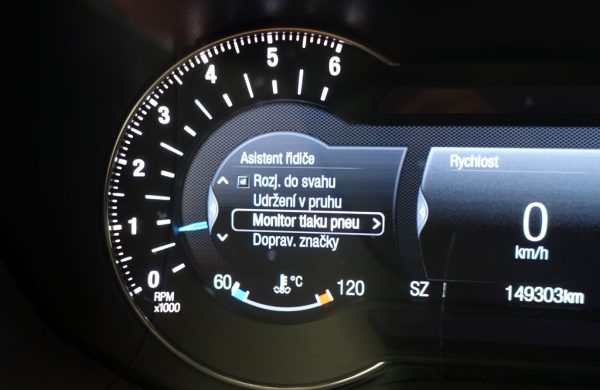 6
5
4
3
2
1
0
RPM
x1000
Asistent řidiče
Rozj. do svahu
Udržení v pruhu
Monitor tlaku pneu >
Doprav. značky
60 °C 120
Rychlost
0
km/h
SZ 149303km